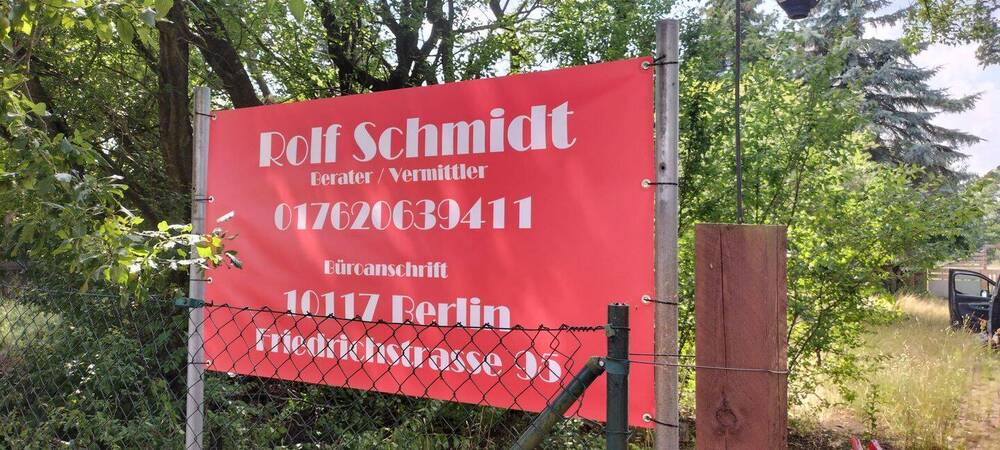 Rolf Schmidt
Berater / Vermittler
017620639411
Büroanschrift
10117 Berlin
Friedrichstrasse 95